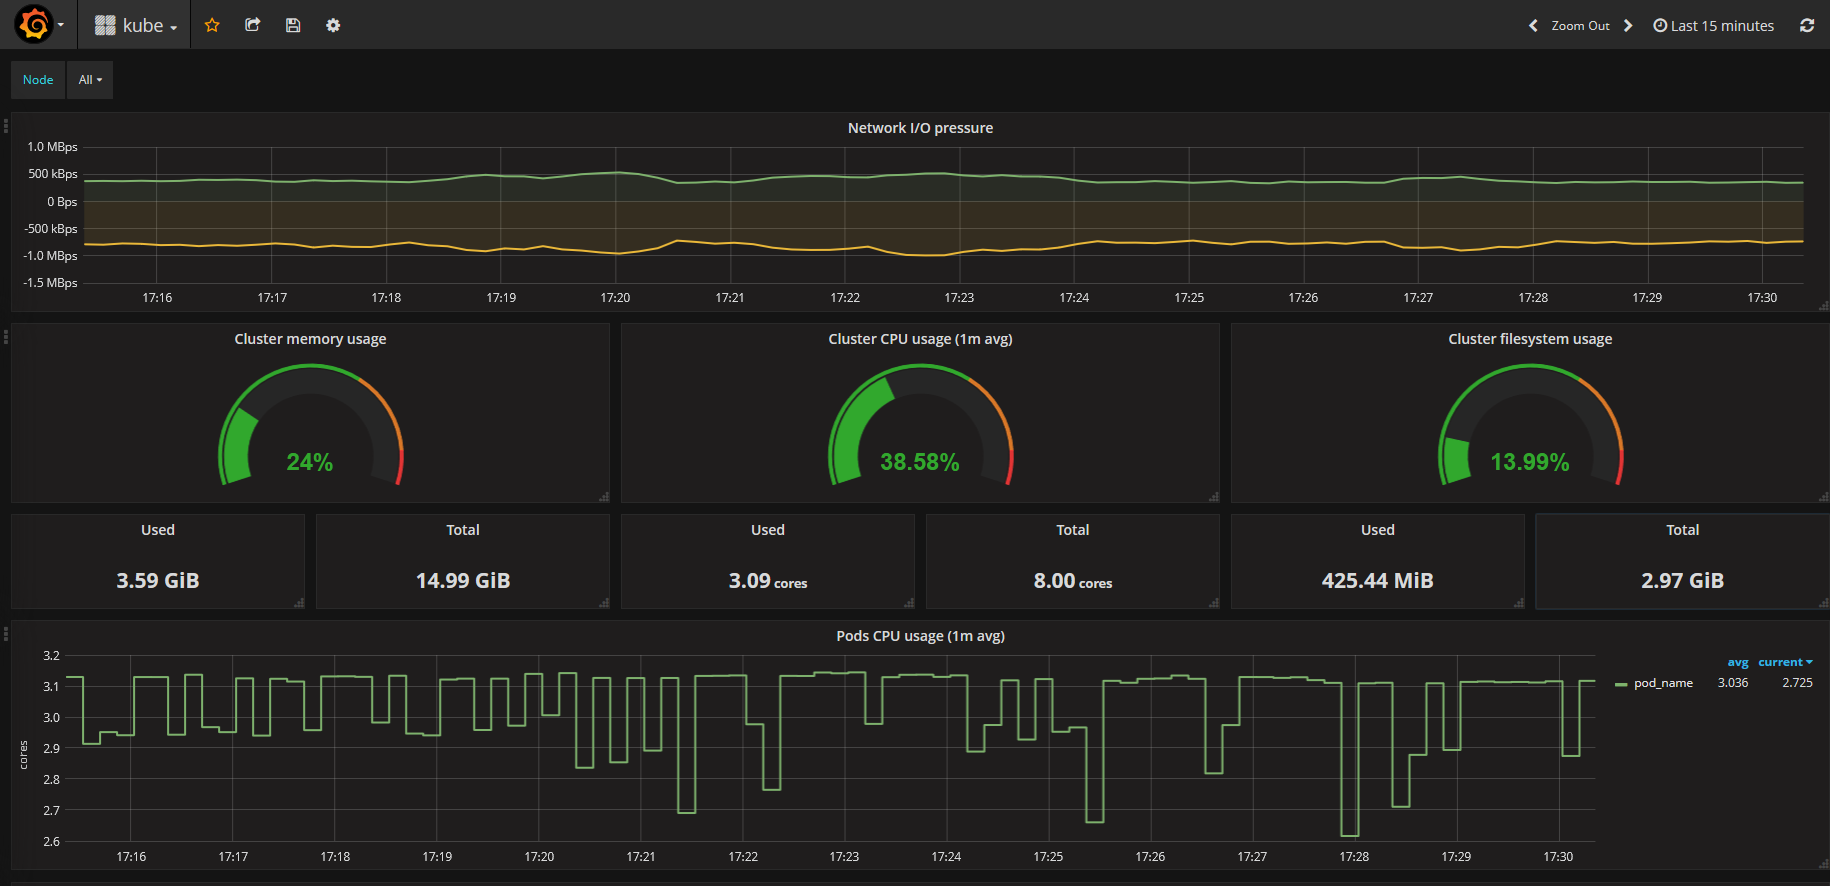 kube
Zoom Out
Last 15 minutes
Node
All
Network I/O pressure
1.0 MBps
500 kBps
0 Bps
-500 kBps
-1.0 MBps
-1.5 MBps
17:16 17:17 17:18 17:19 17:20 17:21 17:22 17:23 17:24 17:25 17:26 17:27 17:28 17:29 17:30
Cluster memory usage
24%
Cluster CPU usage (1m avg)
38.58%
Cluster filesystem usage
13.99%
Used
3.59 GiB
Total
14.99 GiB
Used
3.09 cores
Total
8.00 cores
Used
425.44 MiB
Total
2.97 GiB
Pods CPU usage (1m avg)
cores
3.2
3.1
3.0
2.9
2.8
2.7
2.6
17:16 17:17 17:18 17:19 17:20 17:21 17:22 17:23 17:24 17:25 17:26 17:27 17:28 17:29 17:30
avg current
pod_name 3.036 2.725